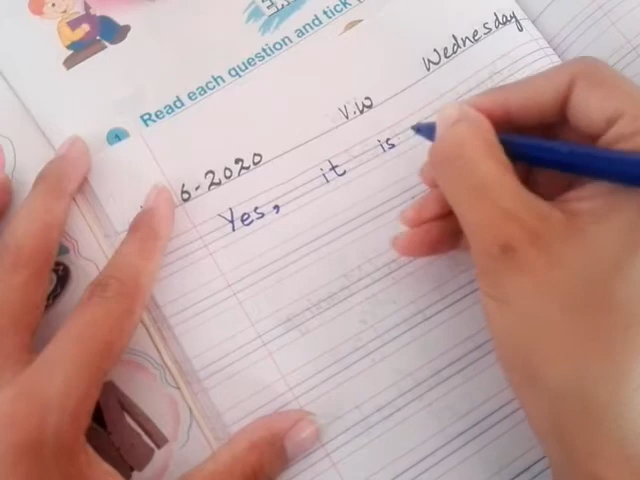 Read each question and tick
V.W Wednesday
6-2020
Yes, it is.